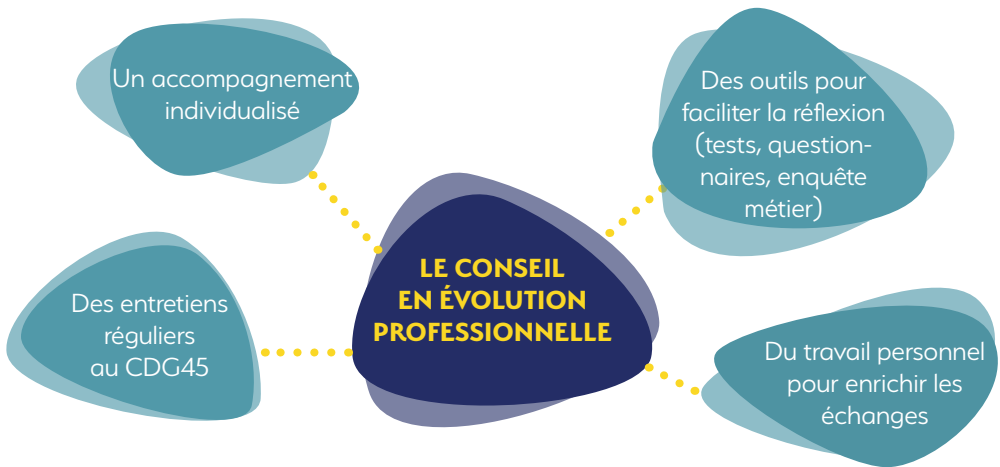 Un accompagnement
individualisé
Des outils pour
faciliter la réflexion
(tests, question-
naires, enquête
métier)
LE CONSEIL
EN ÉVOLUTION
PROFESSIONNELLE
Des entretiens
réguliers
au CDG45
Du travail personnel
pour enrichir les
échanges